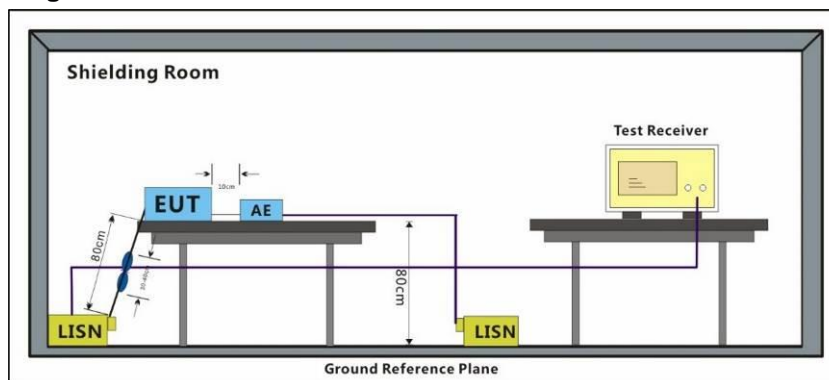 Shielding Room
Test Receiver
10cm
EUT
AE
80cm
80cm
LISN
LISN
Ground Reference Plane